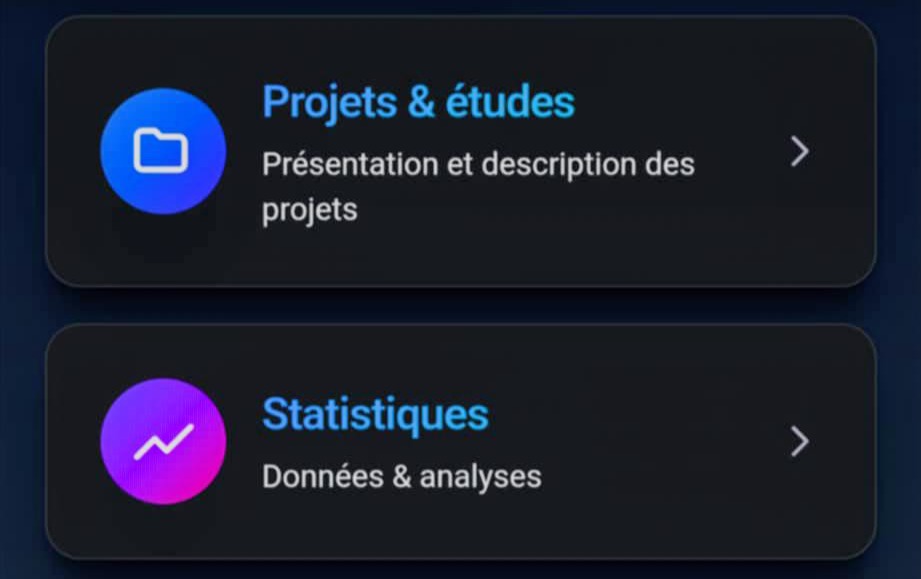 Projets & études
Présentation et description des
projets
Statistiques
Données & analyses